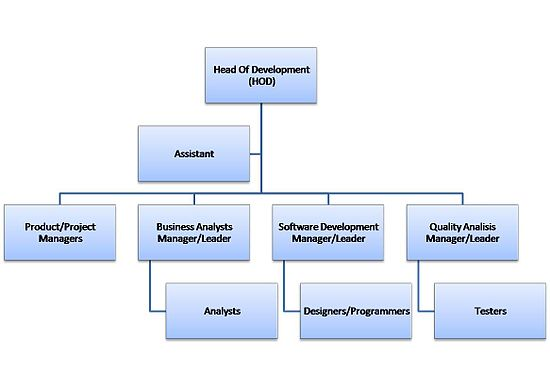 Head Of Development
(HOD)
Assistant
Product/Project
Managers
Business Analysts
Manager/Leader
Software Development
Manager/Leader
Quality Analisis
Manager/Leader
Analysts
Designers/Programmers
Testers